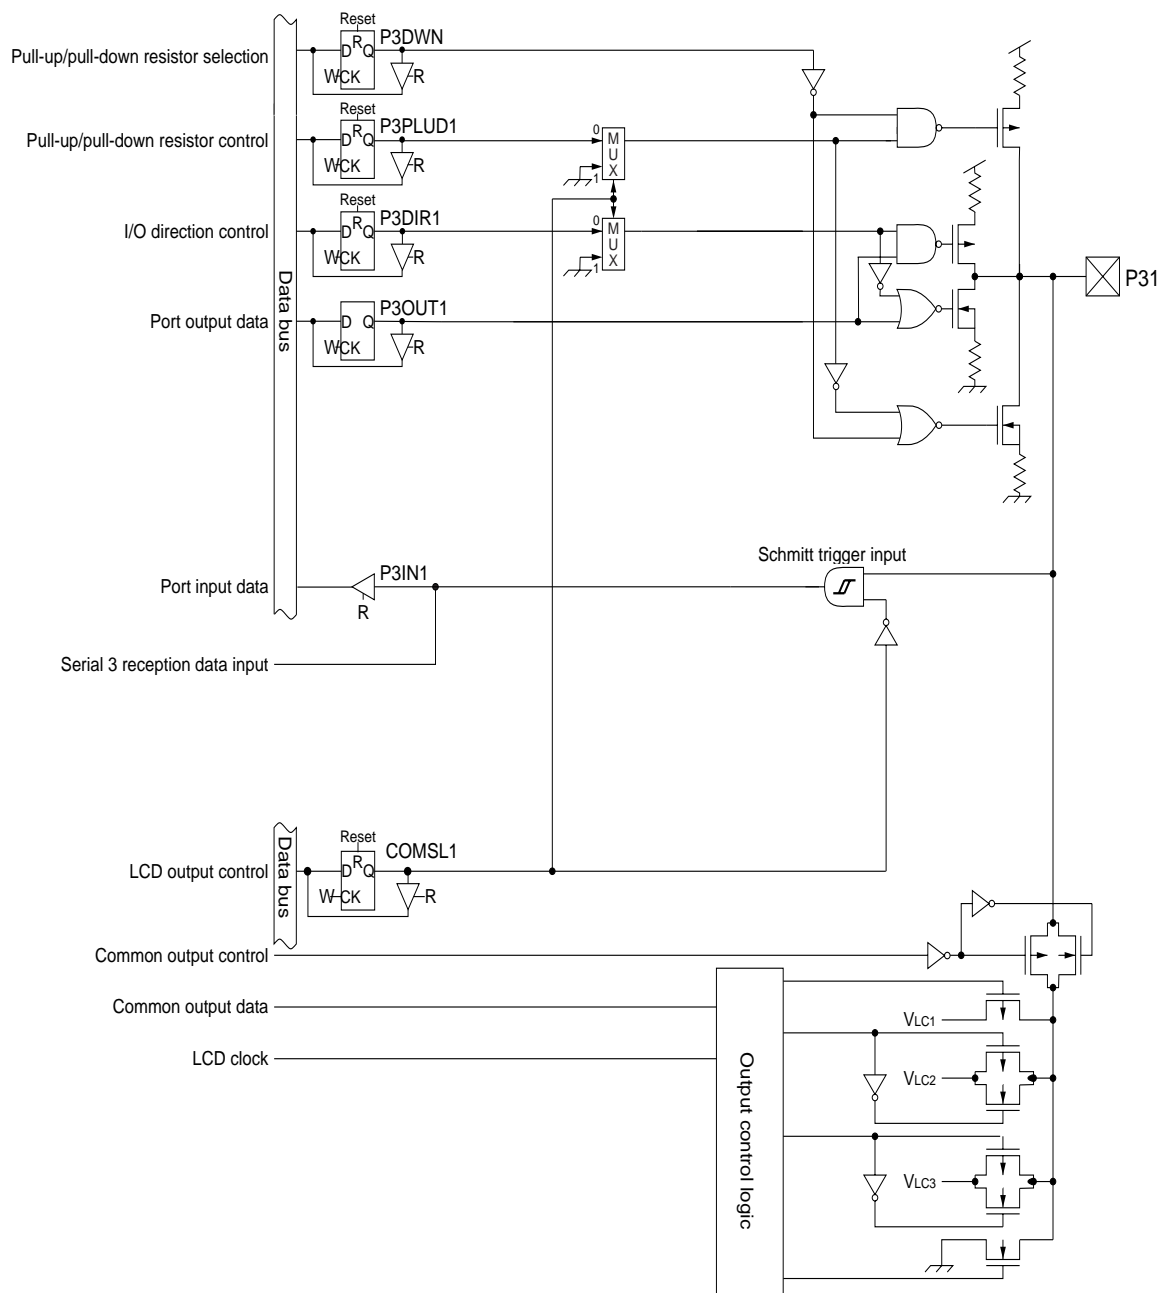 Reset
Pull-up/pull-down resistor selection
D R Q
P3DWN
WCK
R
Reset
Pull-up/pull-down resistor control
D R Q
P3PLUD1
WCK
R
0
MUX
1
Reset
I/O direction control
D R Q
P3DIR1
WCK
R
0
MUX
1
Data bus
P31
Port output data
D Q
P3OUT1
WCK
R
Schmitt trigger input
Port input data
P3IN1
R
Serial 3 reception data input
Data bus
Reset
LCD output control
D R Q
COMSL1
WCK
R
Common output control
Common output data
VLC1
LCD clock
Output control logic
VLC2
VLC3